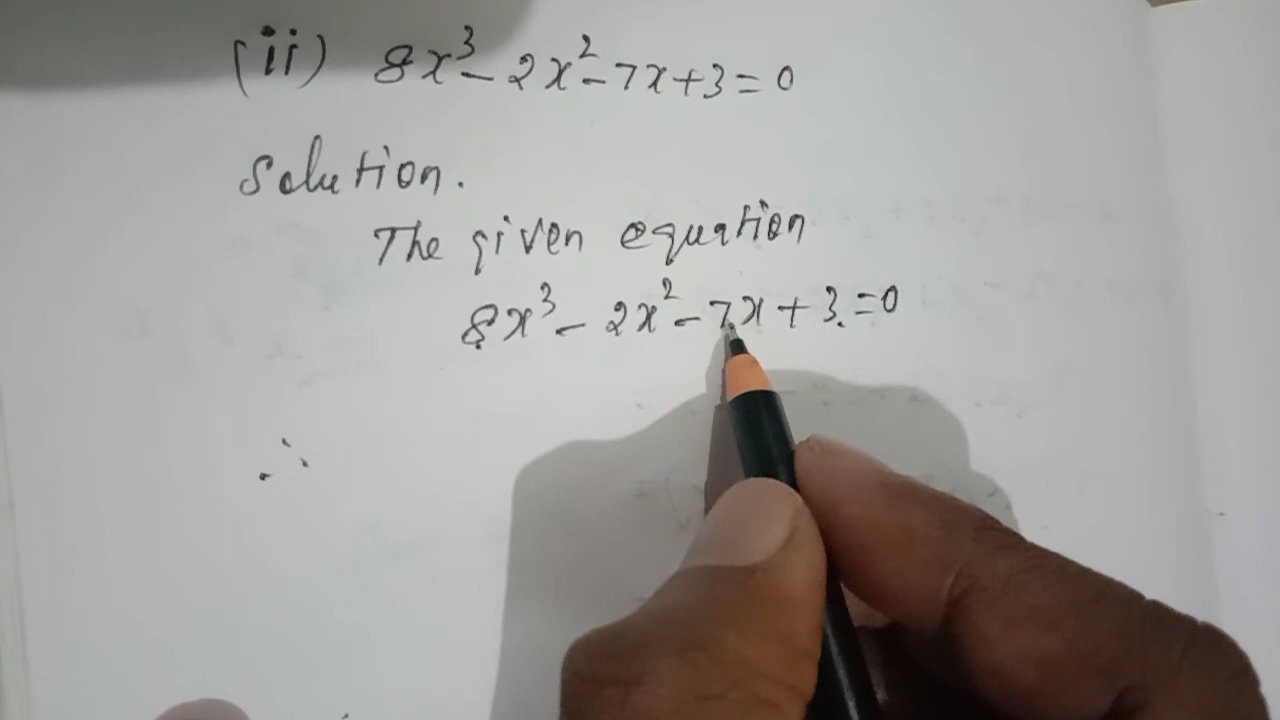 (ii) 8x³ - 2x² - 7x + 3 = 0
Solution.
The given equation
8x³ - 2x² - 7x + 3 = 0
∴